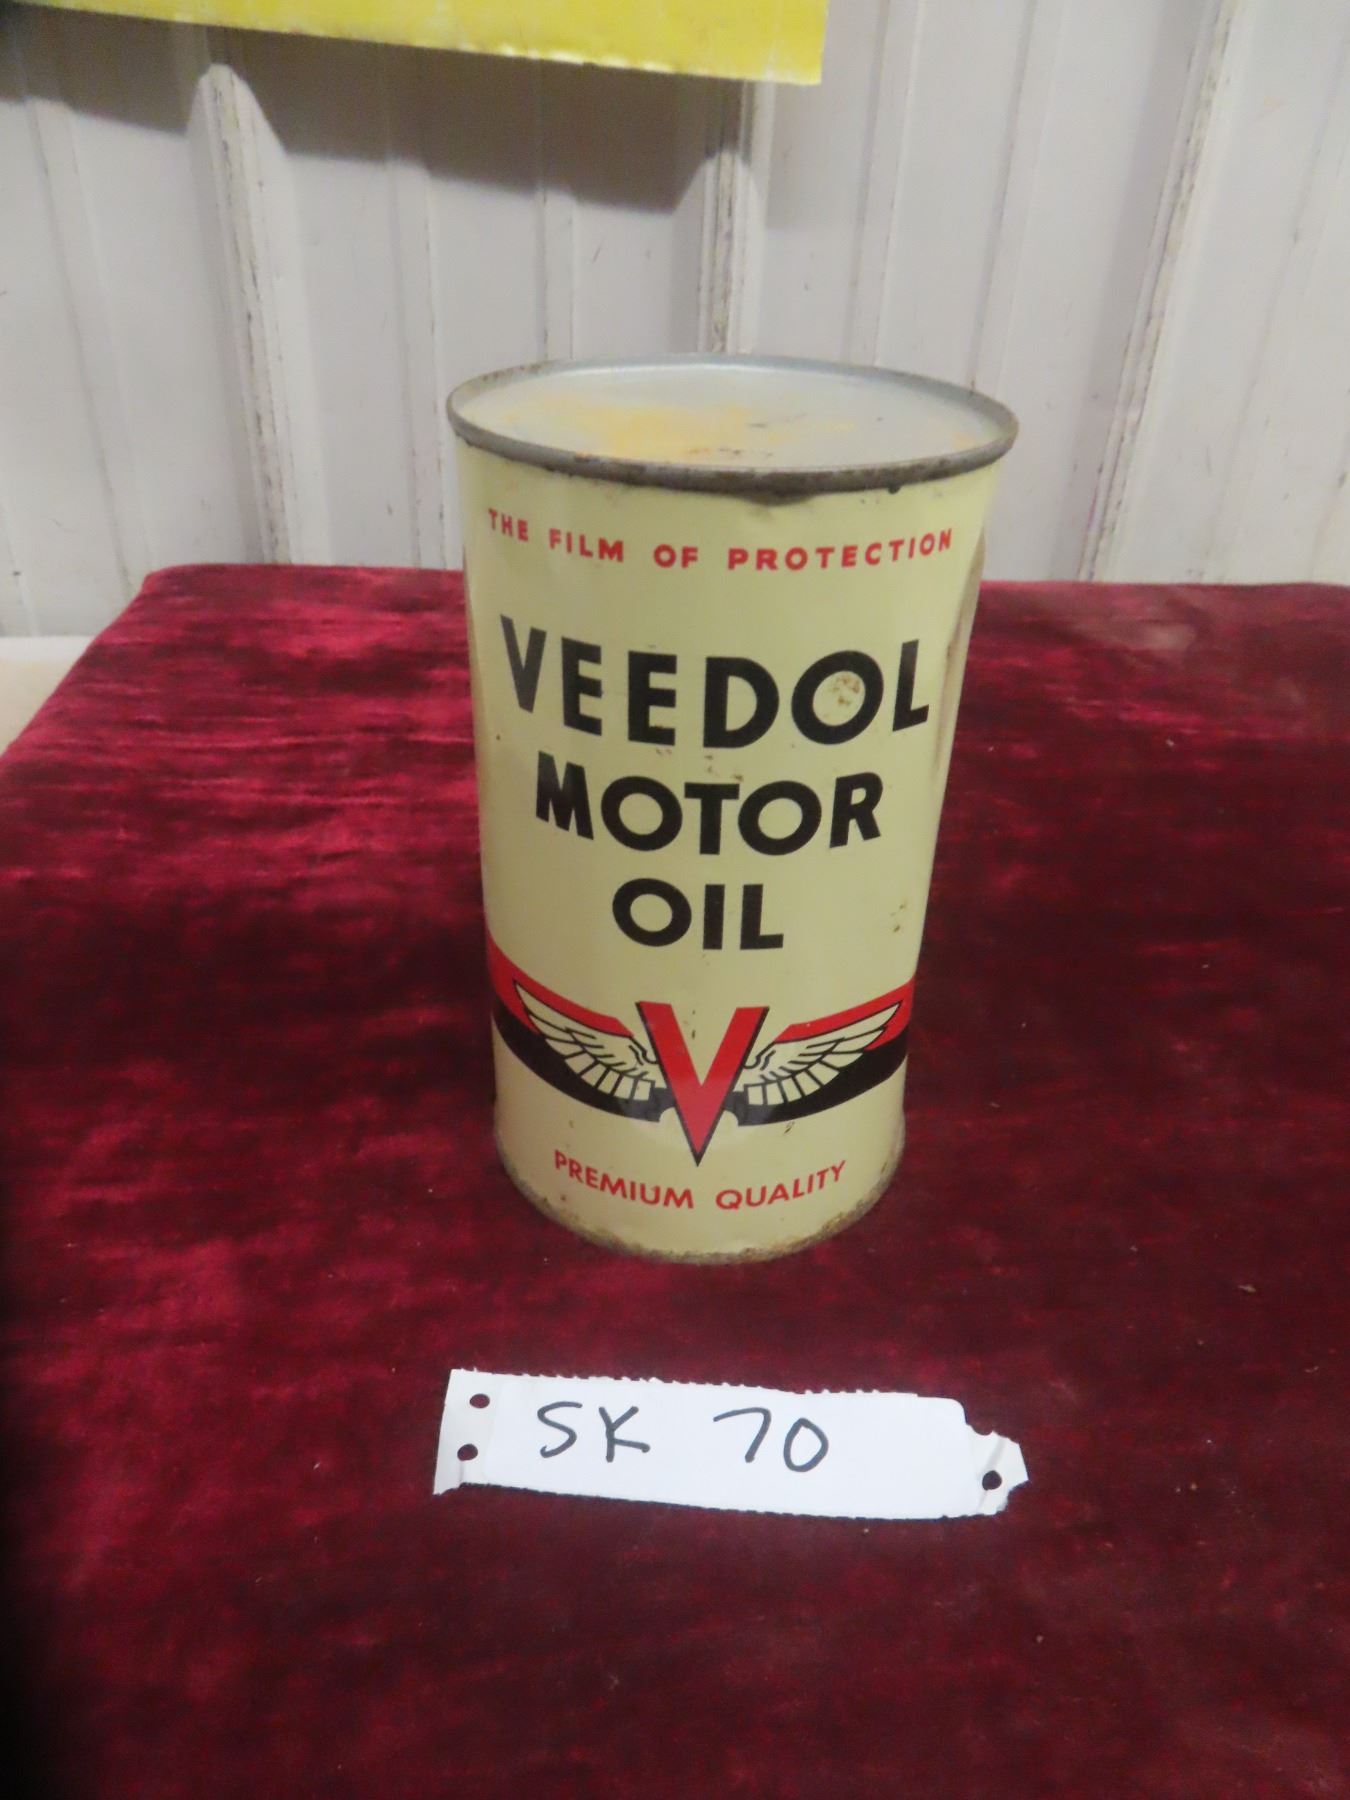 THE FILM OF PROTECTION
VEEDOL
MOTOR
OIL
V
PREMIUM QUALITY
SK 70